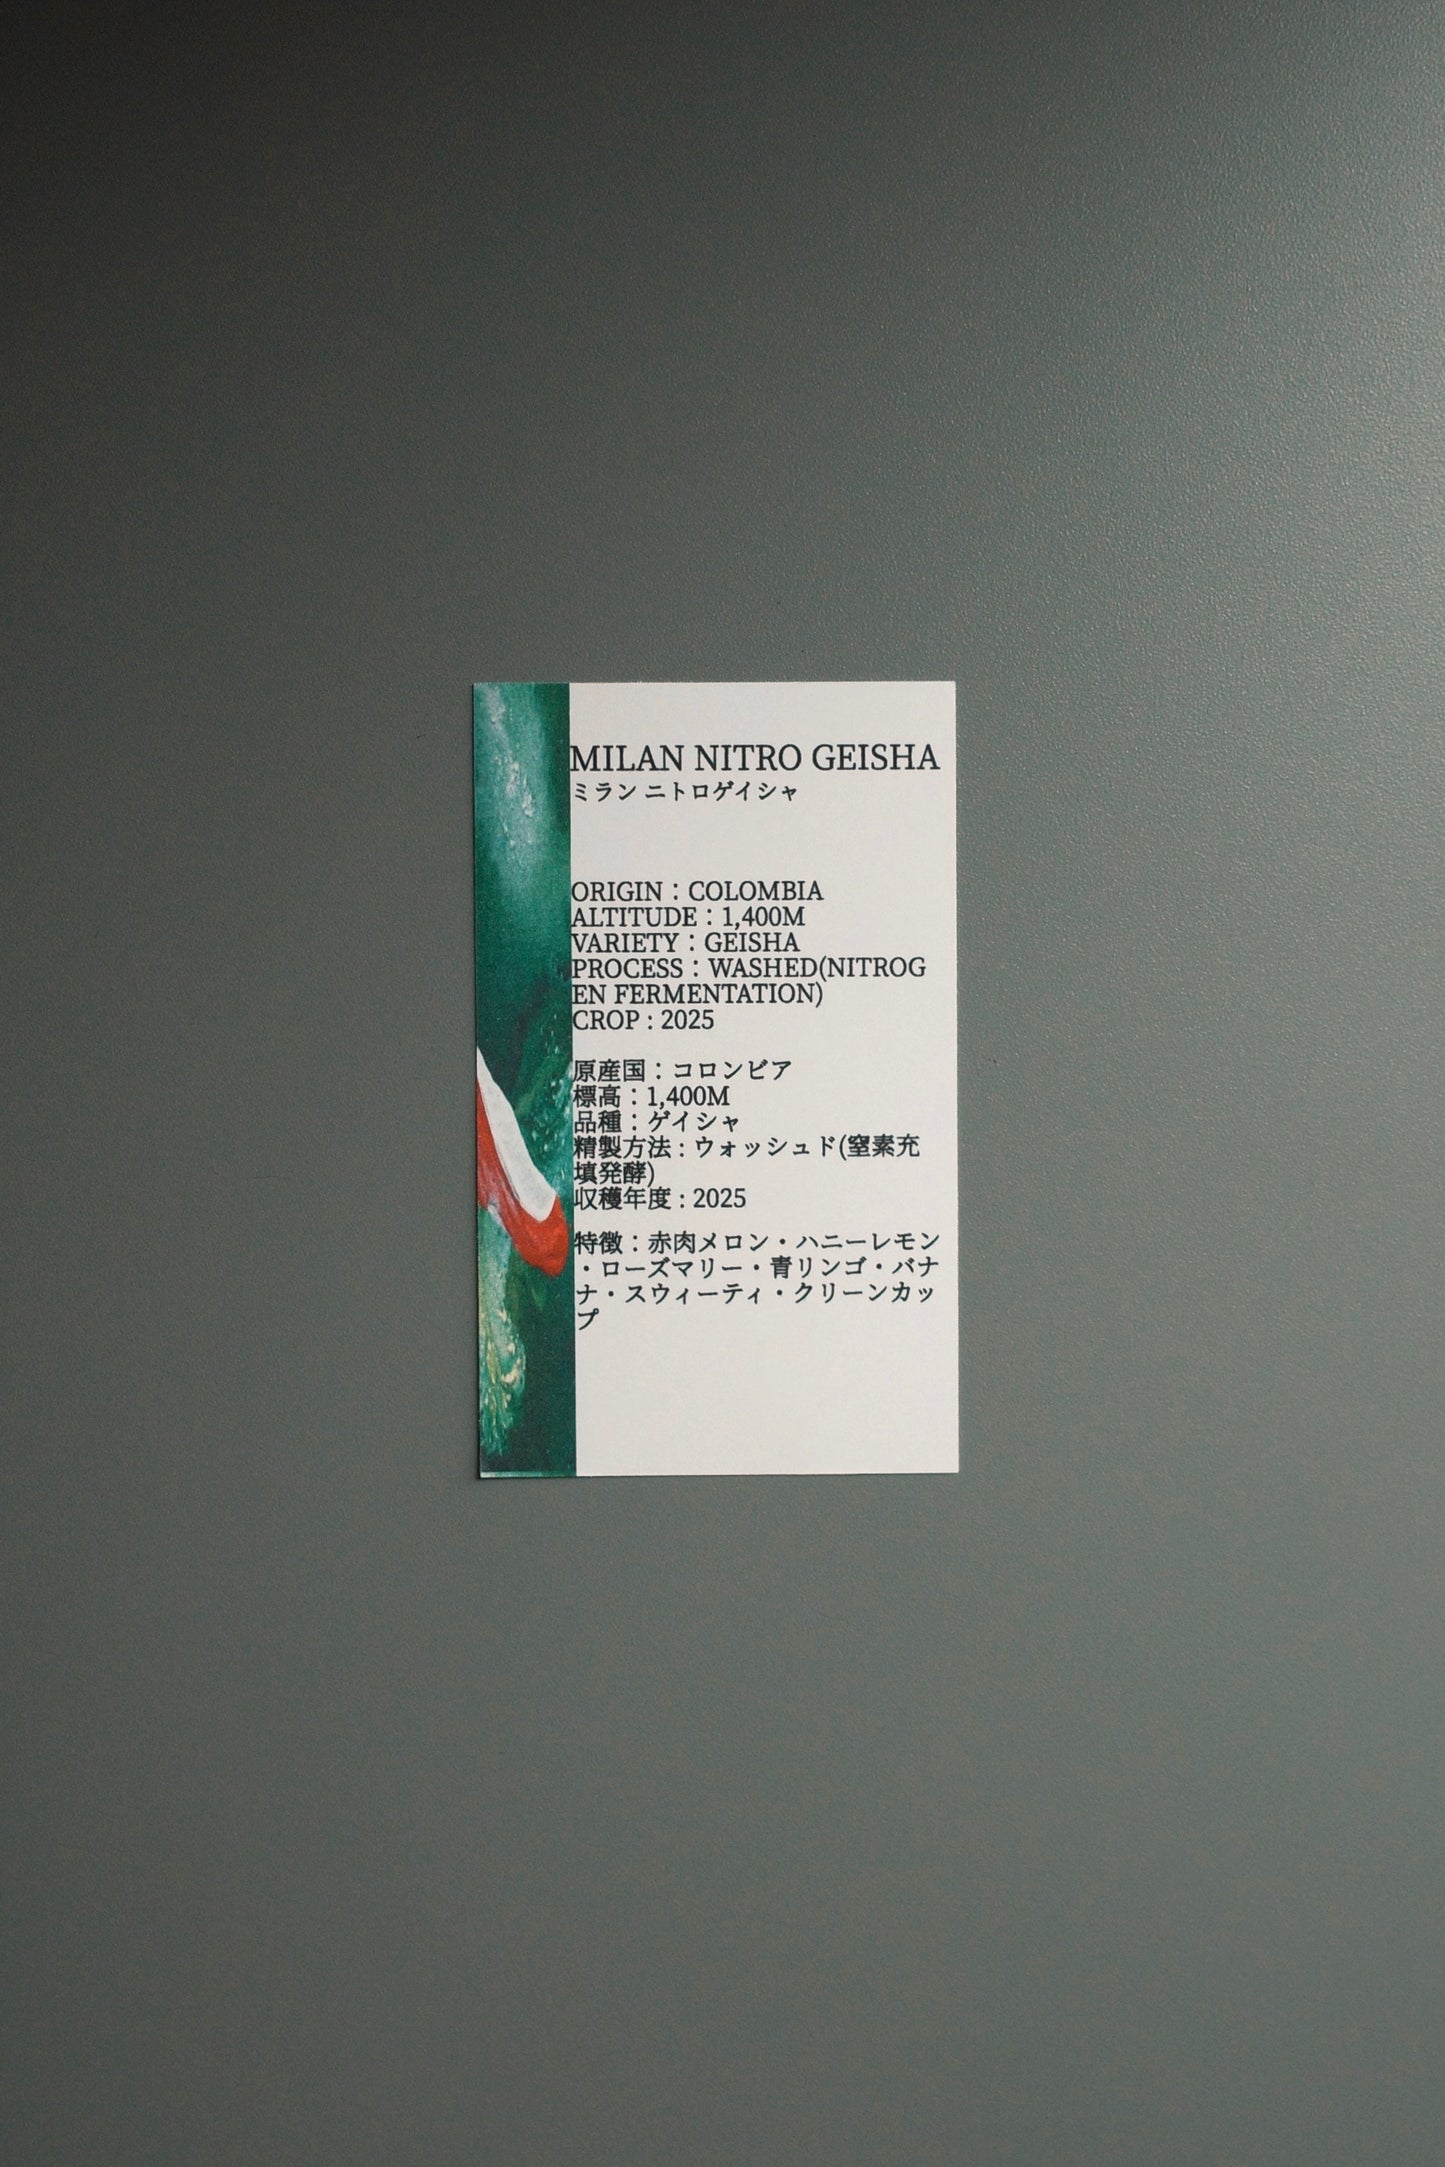 MILAN NITRO GEISHA
ミラン ニトロゲイシャ
ORIGIN：COLOMBIA
ALTITUDE：1,400M
VARIETY：GEISHA
PROCESS：WASHED(NITROG
EN FERMENTATION)
CROP : 2025
原産国：コロンビア
標高：1,400M
品種：ゲイシャ
精製方法 : ウォッシュド(窒素充
填発酵)
収穫年度 : 2025
特徴：赤肉メロン・ハニーレモン
・ローズマリー・青リンゴ・バナ
ナ・スウィーティ・クリーンカッ
プ